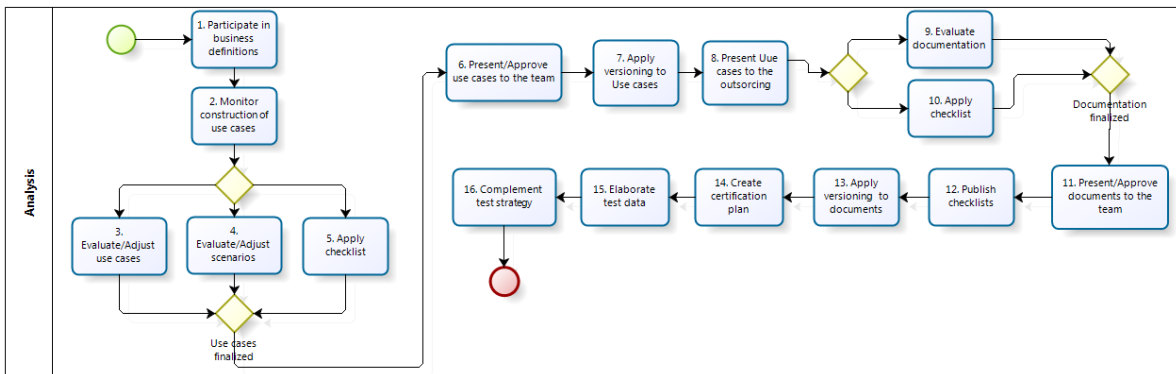 Analysis
1. Participate in
business
definitions
2. Monitor
construction of
use cases
3.
Evaluate/Adjust
use cases
4.
Evaluate/Adjust
scenarios
5. Apply
checklist
Use cases
finalized
6. Present/Approve
use cases to the team
7. Apply
versioning to
Use cases
8. Present Uue
cases to the
outsorcing
9. Evaluate
documentation
10. Apply
checklist
Documentation
finalized
11. Present/Approve
documents to the
team
12. Publish
checklists
13. Apply
versioning to
documents
14. Create
certification
plan
15. Elaborate
test data
16. Complement
test strategy